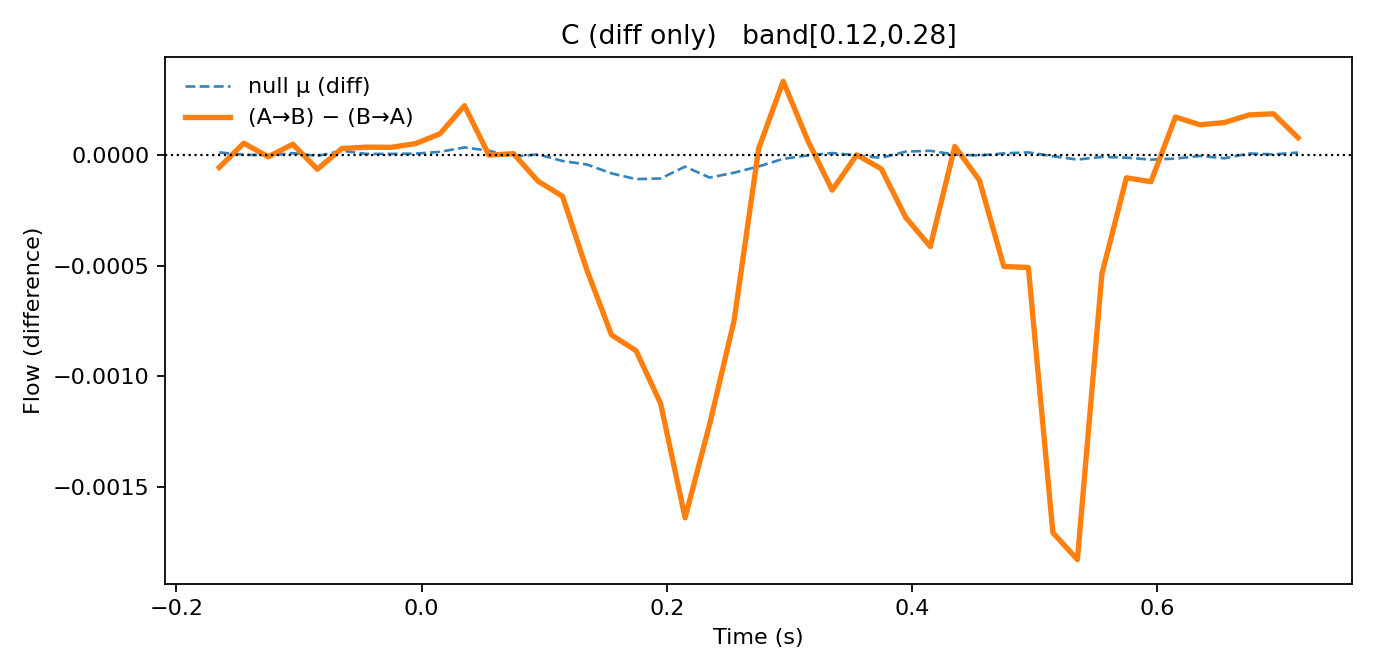 C (diff only)   band[0.12,0.28]
null μ (diff)
(A→B) − (B→A)
0.0000
−0.0005
−0.0010
−0.0015
Flow (difference)
−0.2
0.0
0.2
0.4
0.6
Time (s)